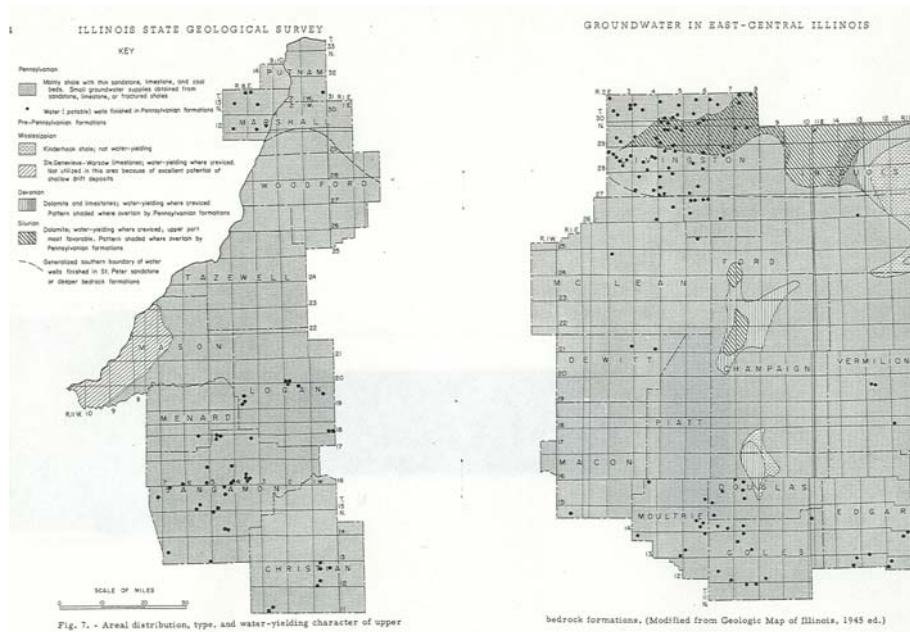 ILLINOIS STATE GEOLOGICAL SURVEY
KEY
Pennsylvanian
Mainly shale with thin sandstone, limestone, and coal
beds. Small groundwater supplies obtained from
sandstone, limestone, or fractured shales
Water (potable) wells finished in Pennsylvanian formations
Pre-Pennsylvanian formations
Mississippian
Kinderhook shale; not water-yielding
Ste. Genevieve-Warsaw limestones; water-yielding where creviced.
Not utilized in this area because of excellent potential of
shallow drift deposits
Devonian
Dolomite and limestones; water-yielding where creviced
Pattern shaded where overlain by Pennsylvanian formations
Silurian
Dolomite; water-yielding where creviced; upper part
most favorable. Pattern shaded where overlain by
Pennsylvanian formations
Generalized southern boundary of water
wells finished in St. Peter sandstone
or deeper bedrock formations
PUTNAM
MARSHALL
WOODFORD
TAZEWELL
MASON
LOGAN
MENARD
SANGAMON
CHRISTIAN
SCALE OF MILES
Fig. 7. - Areal distribution, type, and water-yielding character of upper
GROUNDWATER IN EAST-CENTRAL ILLINOIS
LIVINGSTON
IROQUOIS
FORD
MC LEAN
DEWITT
CHAMPAIGN
VERMILION
PIATT
MACON
DOUGLAS
MOULTRIE
EDGAR
COLES
bedrock formations. (Modified from Geologic Map of Illinois, 1945 ed.)